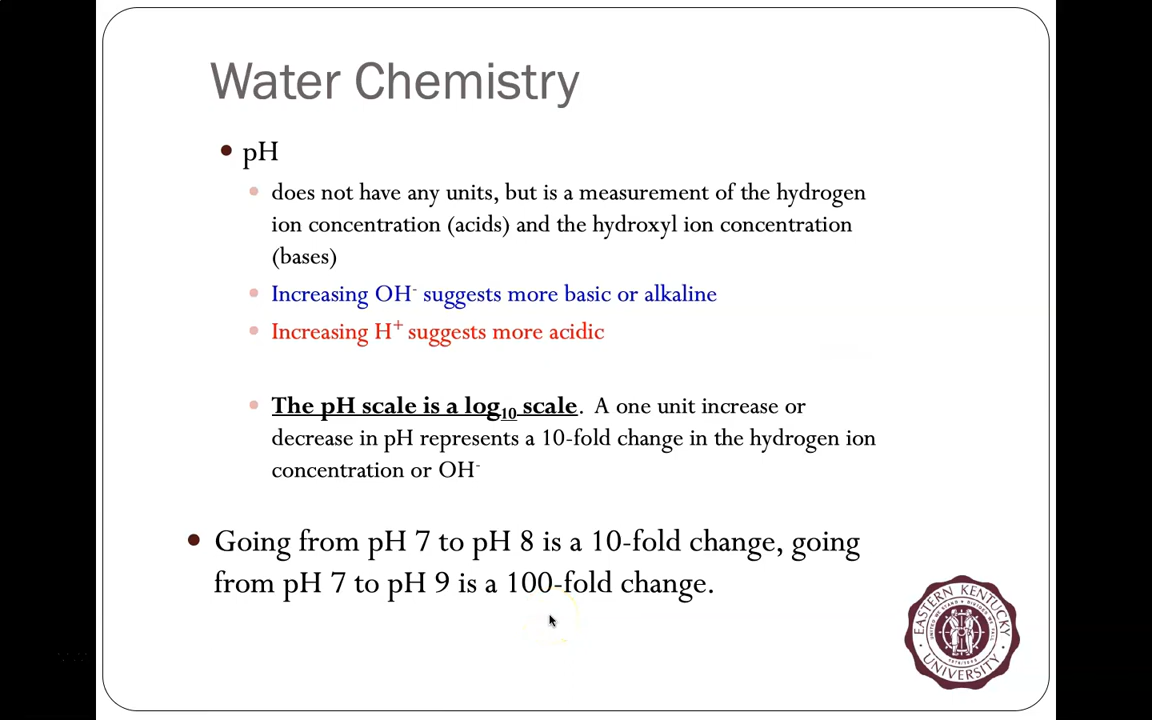 Water Chemistry
• pH
• does not have any units, but is a measurement of the hydrogen
ion concentration (acids) and the hydroxyl ion concentration
(bases)
• Increasing OH⁻ suggests more basic or alkaline
• Increasing H⁺ suggests more acidic
• The pH scale is a log₁₀ scale. A one unit increase or
decrease in pH represents a 10-fold change in the hydrogen ion
concentration or OH⁻
• Going from pH 7 to pH 8 is a 10-fold change, going
from pH 7 to pH 9 is a 100-fold change.
EASTERN KENTUCKY
UNIVERSITY